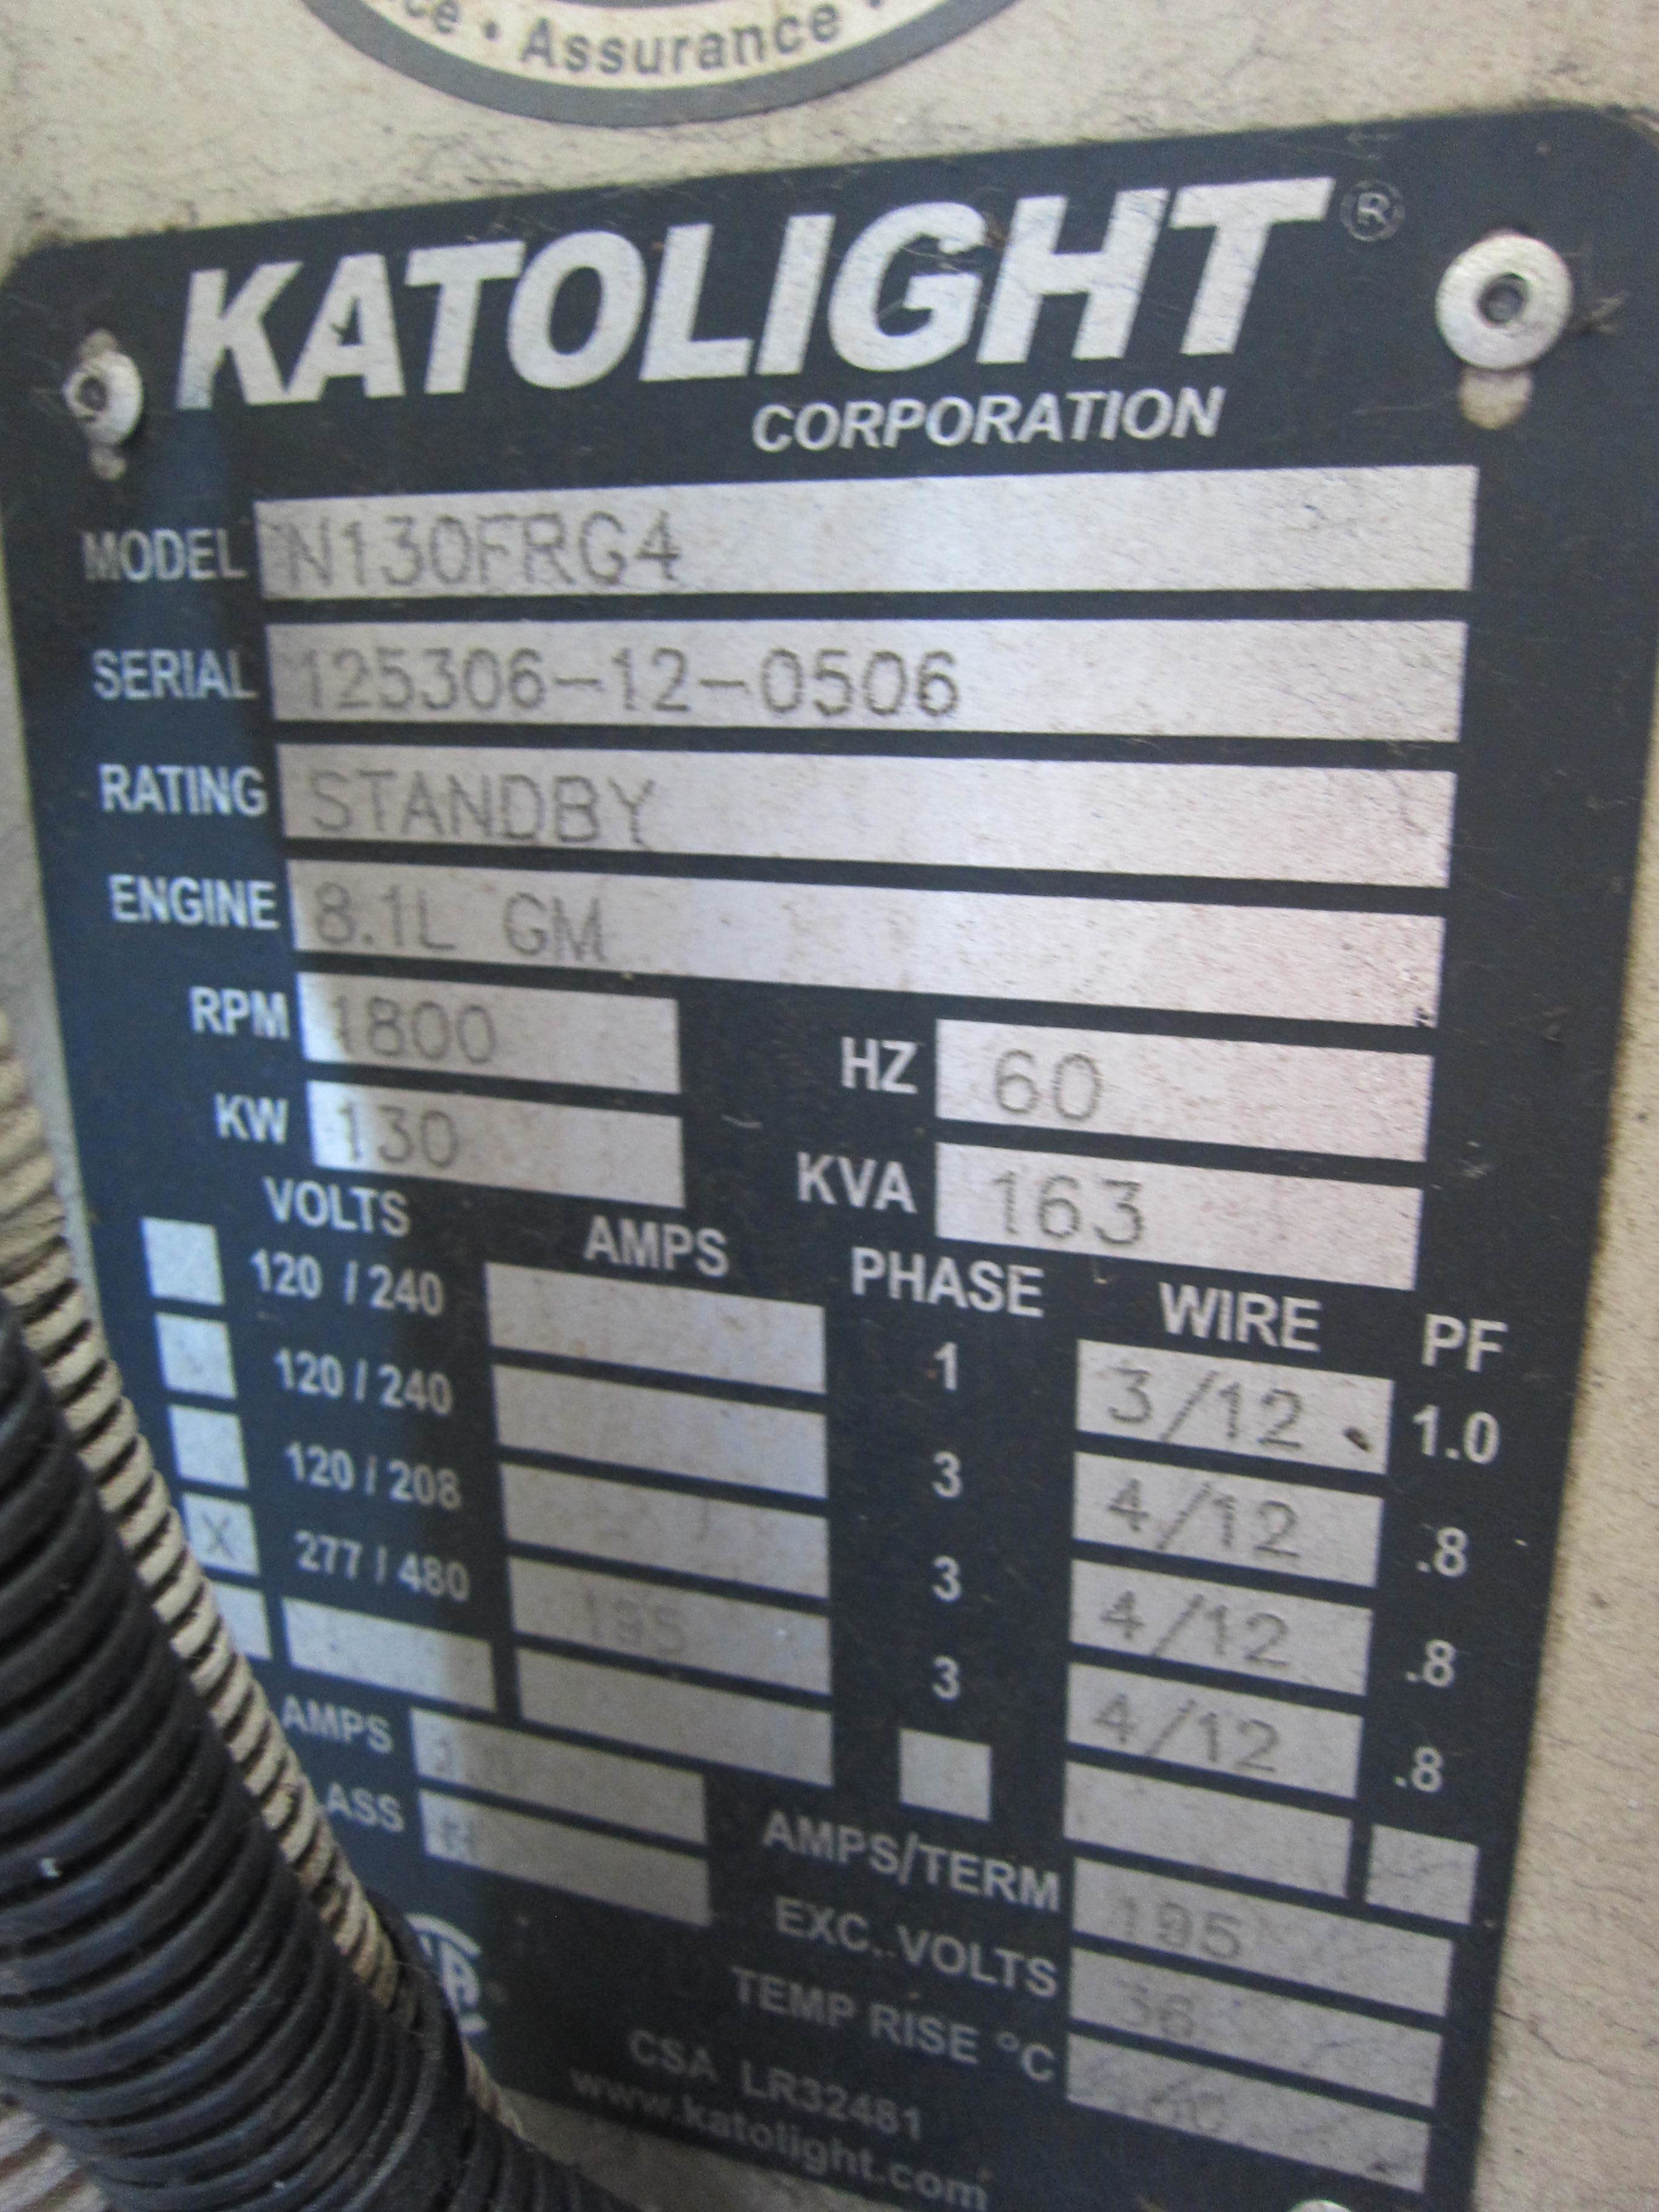 • Assurance •
KATOLIGHT®
CORPORATION
MODEL N130FRG4
SERIAL 125306-12-0506
RATING STANDBY
ENGINE 8.1L GM
RPM 1800 HZ 60
KW 130 KVA 163
VOLTS AMPS PHASE WIRE PF
120 / 240 1 3/12 1.0
120 / 240 3 4/12 .8
120 / 208 3 4/12 .8
X 277 / 480 195 3 4/12 .8
AMPS AMPS/TERM 195
EXC. VOLTS 36
TEMP RISE °C
CSA LR32481
www.katolight.com